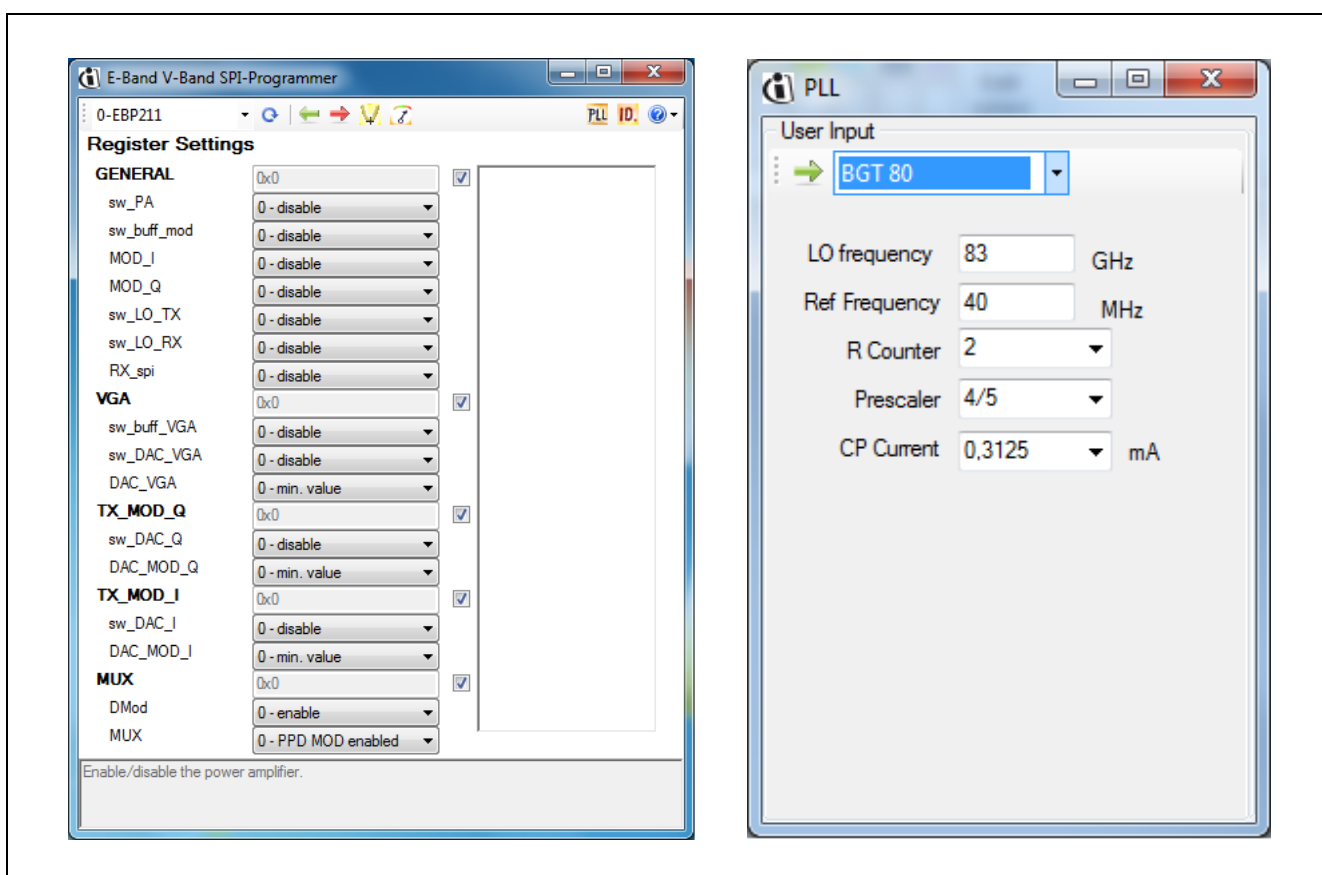 E-Band V-Band SPI-Programmer
0-EBP211
PLL ID.
Register Settings
GENERAL 0x0
sw_PA 0 - disable
sw_buff_mod 0 - disable
MOD_I 0 - disable
MOD_Q 0 - disable
sw_LO_TX 0 - disable
sw_LO_RX 0 - disable
RX_spi 0 - disable
VGA 0x0
sw_buff_VGA 0 - disable
sw_DAC_VGA 0 - disable
DAC_VGA 0 - min. value
TX_MOD_Q 0x0
sw_DAC_Q 0 - disable
DAC_MOD_Q 0 - min. value
TX_MOD_I 0x0
sw_DAC_I 0 - disable
DAC_MOD_I 0 - min. value
MUX 0x0
DMod 0 - enable
MUX 0 - PPD MOD enabled
Enable/disable the power amplifier.
PLL
User Input
BGT 80
LO frequency 83 GHz
Ref Frequency 40 MHz
R Counter 2
Prescaler 4/5
CP Current 0,3125 mA